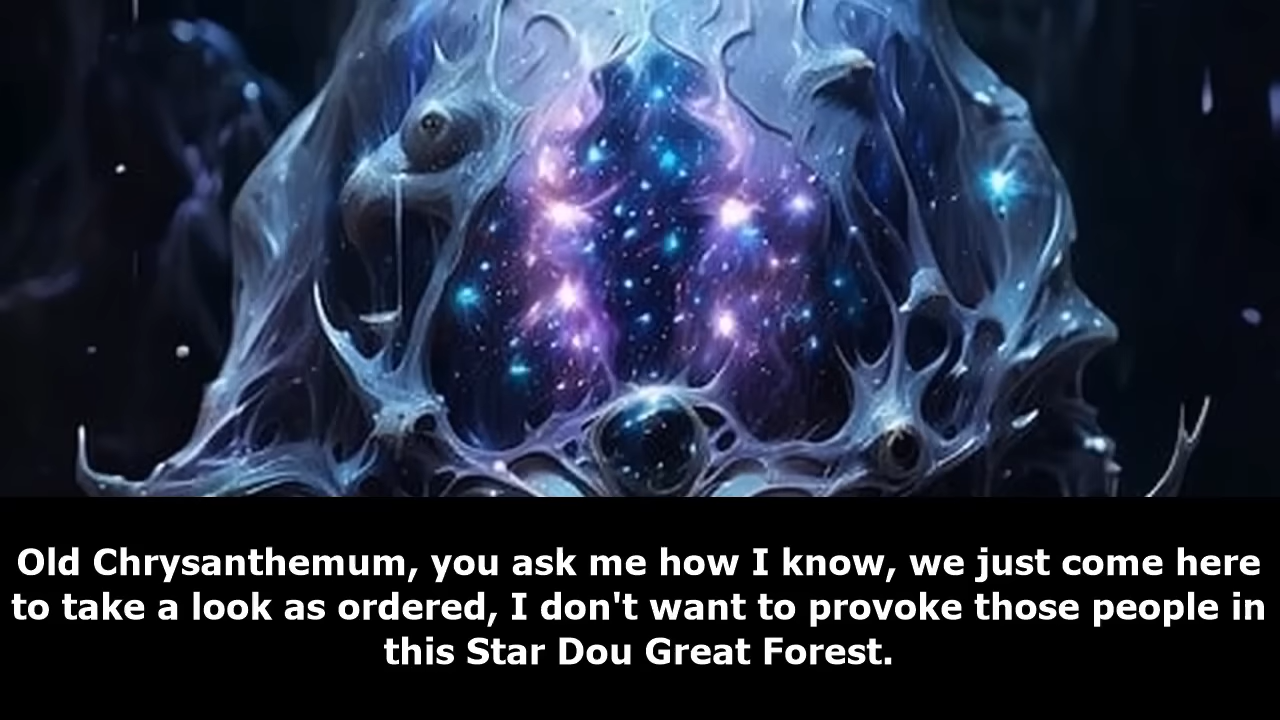 Old Chrysanthemum, you ask me how I know, we just come here
to take a look as ordered, I don't want to provoke those people in
this Star Dou Great Forest.